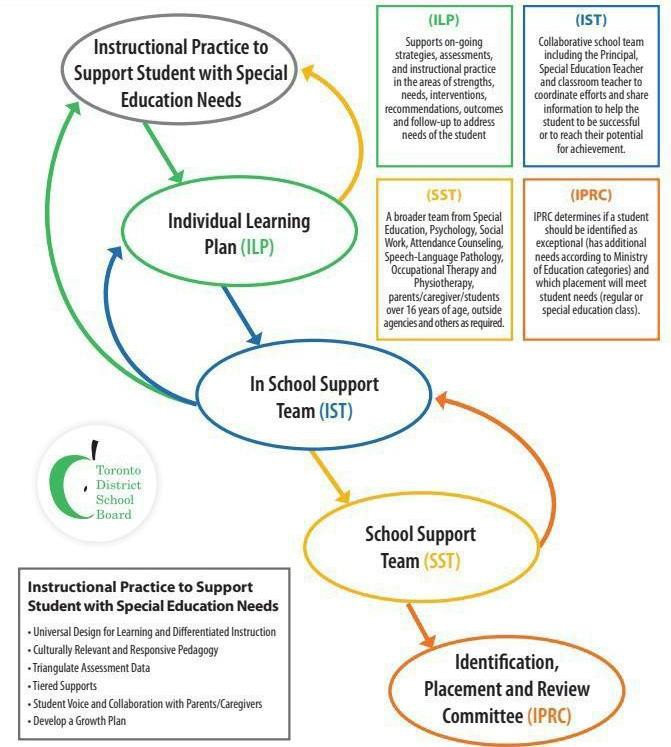 Instructional Practice to
Support Student with Special
Education Needs
(ILP)
Supports on-going
strategies, assessments,
and instructional practice
in the areas of strengths,
needs, interventions,
recommendations, outcomes
and follow-up to address
needs of the student
(IST)
Collaborative school team
including the Principal,
Special Education Teacher
and classroom teacher to
coordinate efforts and share
information to help the
student to be successful
or to reach their potential
for achievement.
Individual Learning
Plan (ILP)
(SST)
A broader team from Special
Education, Psychology, Social
Work, Attendance Counseling,
Speech-Language Pathology,
Occupational Therapy and
Physiotherapy,
parents/caregiver/students
over 16 years of age, outside
agencies and others as required.
(IPRC)
IPRC determines if a student
should be identified as
exceptional (has additional
needs according to Ministry
of Education categories) and
which placement will meet
student needs (regular or
special education class).
In School Support
Team (IST)
Toronto
District
School
Board
School Support
Team (SST)
Instructional Practice to Support
Student with Special Education Needs
• Universal Design for Learning and Differentiated Instruction
• Culturally Relevant and Responsive Pedagogy
• Triangulate Assessment Data
• Tiered Supports
• Student Voice and Collaboration with Parents/Caregivers
• Develop a Growth Plan
Identification,
Placement and Review
Committee (IPRC)